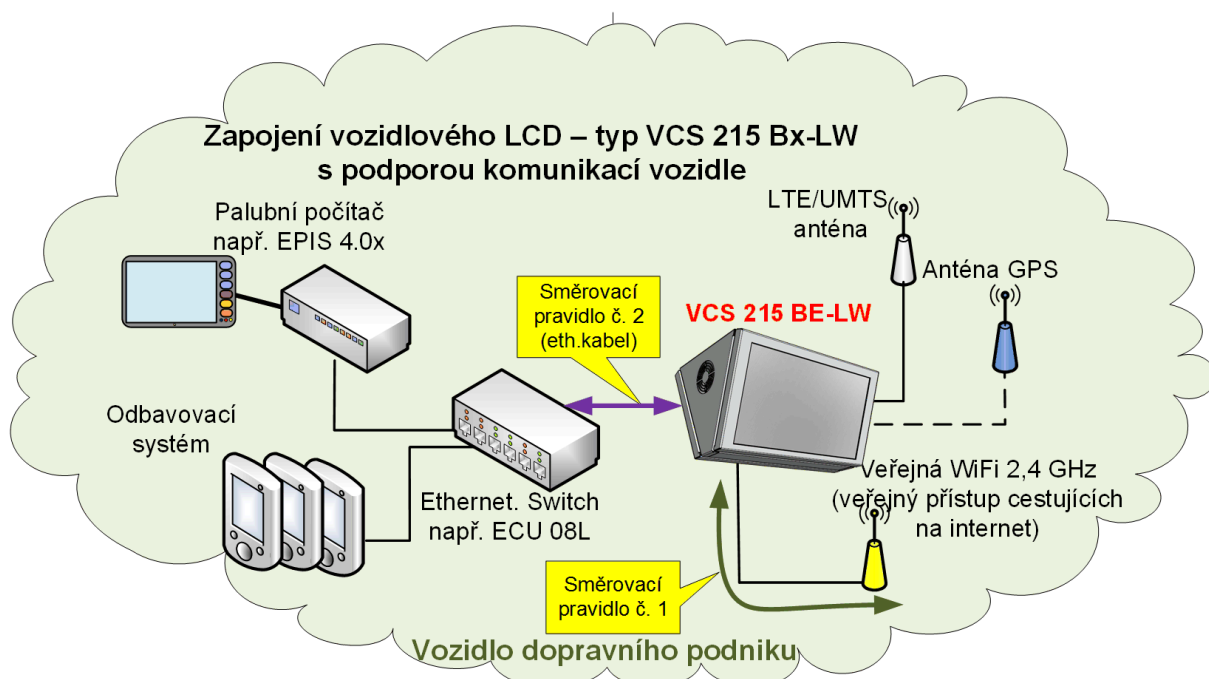 Zapojení vozidlového LCD – typ VCS 215 Bx-LW
s podporou komunikací vozidle
Palubní počítač
např. EPIS 4.0x
LTE/UMTS
anténa
Anténa GPS
Směrovací
pravidlo č. 2
(eth.kabel)
VCS 215 BE-LW
Odbavovací
systém
Ethernet. Switch
např. ECU 08L
Veřejná WiFi 2,4 GHz
(veřejný přístup cestujících
na internet)
Směrovací
pravidlo č. 1
Vozidlo dopravního podniku